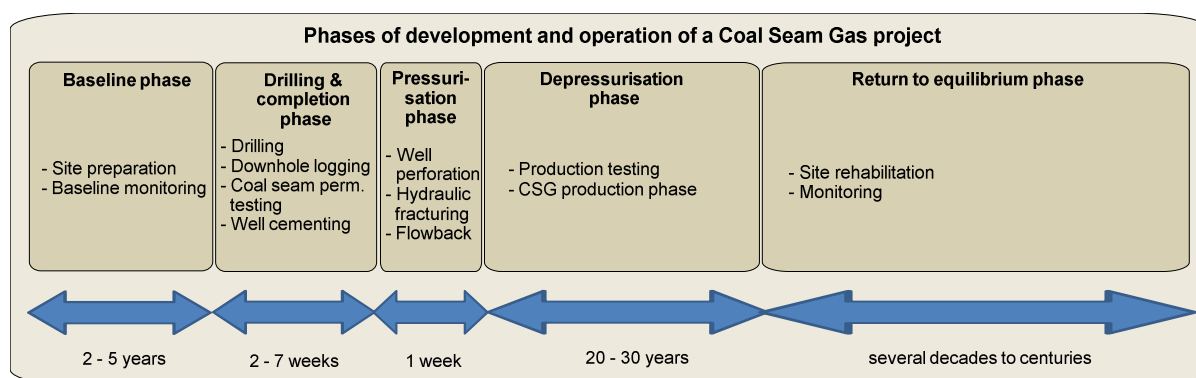 Phases of development and operation of a Coal Seam Gas project
Baseline phase
- Site preparation
- Baseline monitoring
Drilling &
completion
phase
- Drilling
- Downhole logging
- Coal seam perm.
testing
- Well cementing
Pressuri-
sation
phase
- Well
perforation
- Hydraulic
fracturing
- Flowback
Depressurisation
phase
- Production testing
- CSG production phase
Return to equilibrium phase
- Site rehabilitation
- Monitoring
2 - 5 years
2 - 7 weeks
1 week
20 - 30 years
several decades to centuries